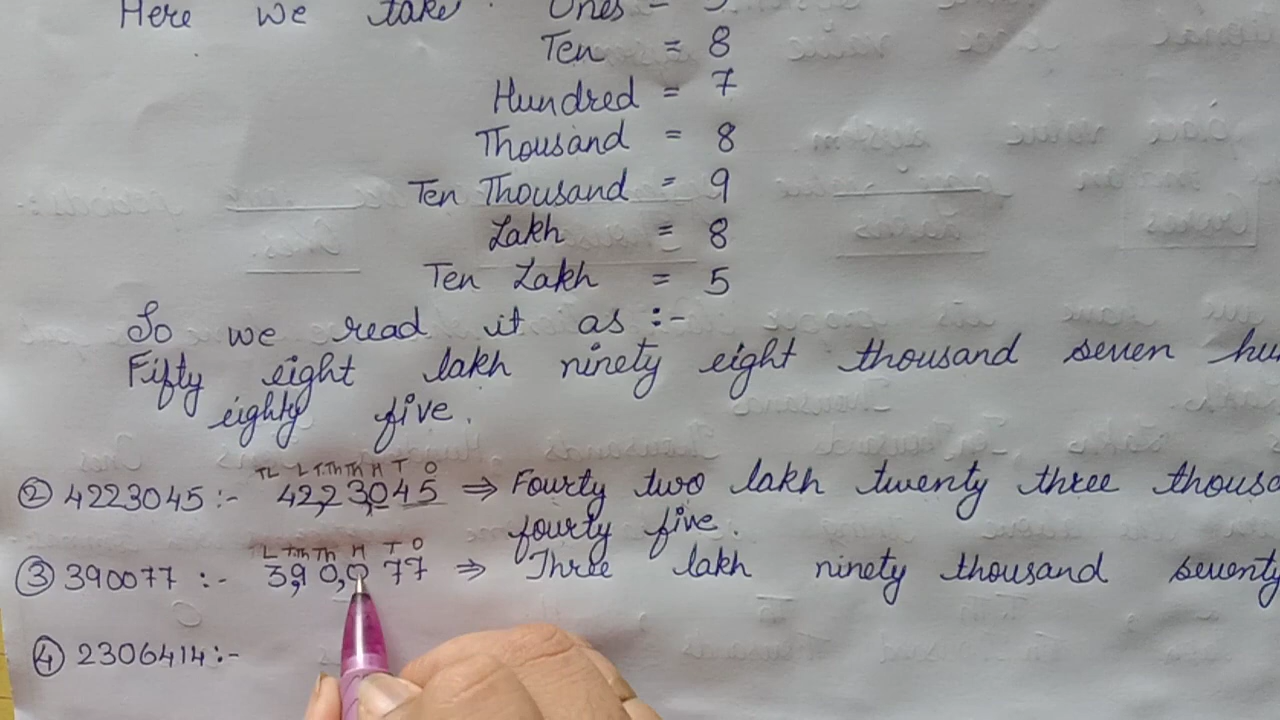 Here we take Ones =
Ten = 8
Hundred = 7
Thousand = 8
Ten Thousand = 9
Lakh = 8
Ten Lakh = 5
So we read it as :-
Fifty eight lakh ninety eight thousand seven hu
eighty five.
TL L T.Th Th H T O
② 4223045 :- 42,23,045 ⇒ Fourty two lakh twenty three thousa
fourty five.
L T.Th Th H T O
③ 390077 :- 3,90,077 ⇒ Three lakh ninety thousand seventy
④ 2306414:-